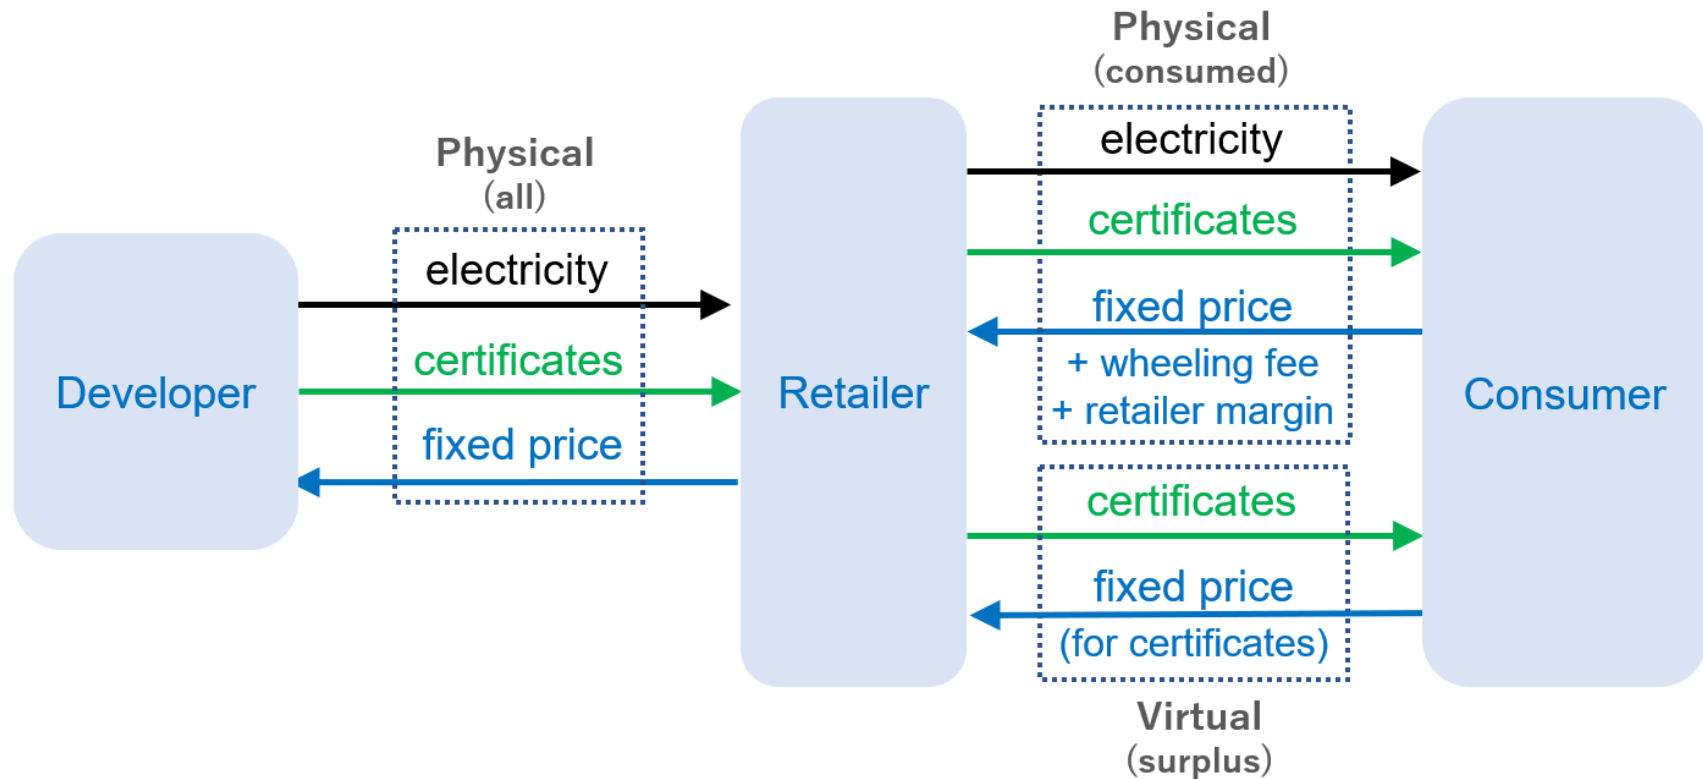 Developer
Physical
(all)
electricity
certificates
fixed price
Retailer
Physical
(consumed)
electricity
certificates
fixed price
+ wheeling fee
+ retailer margin
certificates
fixed price
(for certificates)
Virtual
(surplus)
Consumer